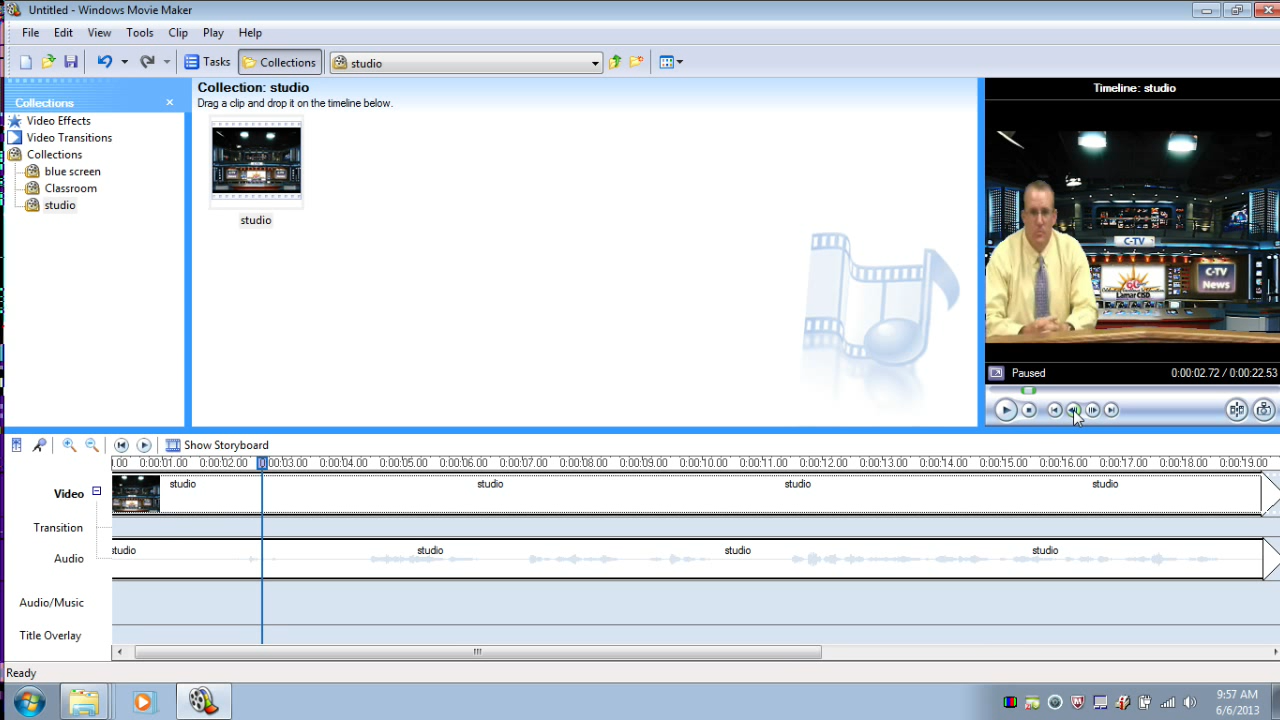 Untitled - Windows Movie Maker
File Edit View Tools Clip Play Help
Tasks Collections studio
Collections
Video Effects
Video Transitions
Collections
blue screen
Classroom
studio
Collection: studio
Drag a clip and drop it on the timeline below.
studio
Timeline: studio
C-TV
LamarCISD
C-TV
News
Paused 0:00:02.72 / 0:00:22.53
Show Storyboard
.00 0:00:01.00 0:00:02.00 0:00:03.00 0:00:04.00 0:00:05.00 0:00:06.00 0:00:07.00 0:00:08.00 0:00:09.00 0:00:10.00 0:00:11.00 0:00:12.00 0:00:13.00 0:00:14.00 0:00:15.00 0:00:16.00 0:00:17.00 0:00:18.00 0:00:19.00
Video studio studio studio studio
Transition
Audio studio studio studio studio
Audio/Music
Title Overlay
Ready
9:57 AM
6/6/2013